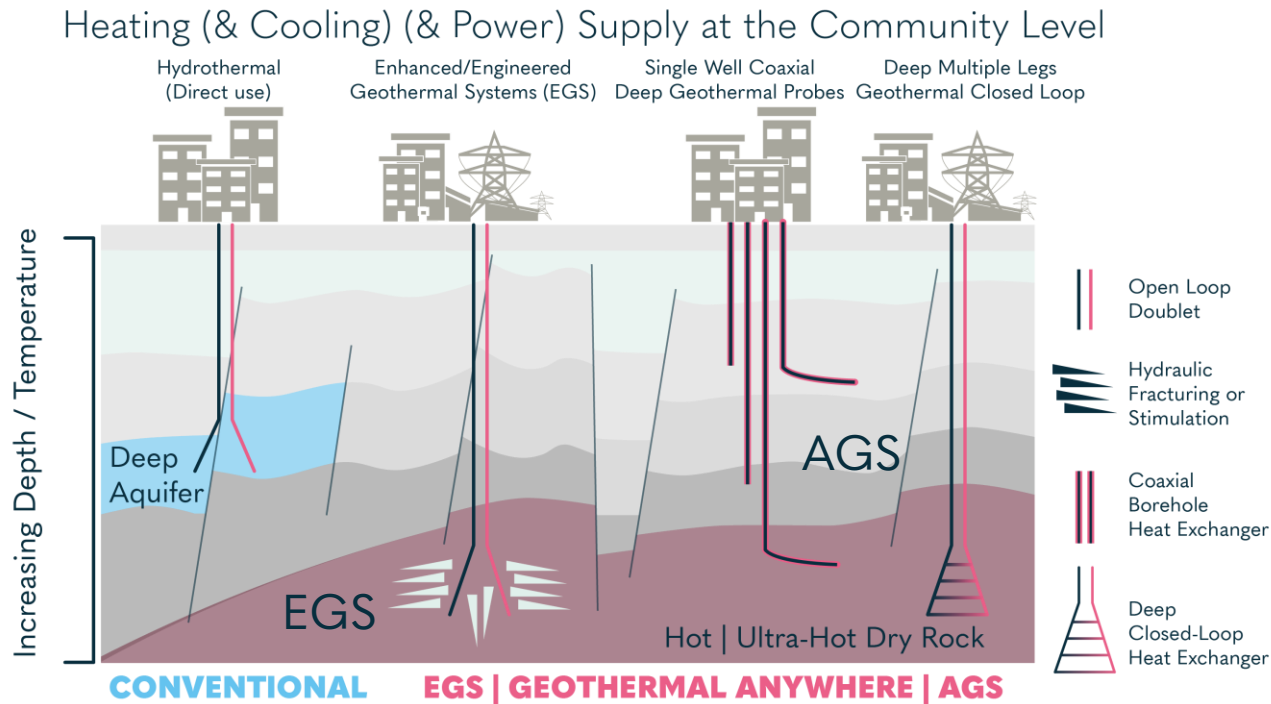 Heating (& Cooling) (& Power) Supply at the Community Level
Hydrothermal
(Direct use)
Enhanced/Engineered
Geothermal Systems (EGS)
Single Well Coaxial
Deep Geothermal Probes
Deep Multiple Legs
Geothermal Closed Loop
Increasing Depth / Temperature
Deep
Aquifer
EGS
AGS
Hot | Ultra-Hot Dry Rock
Open Loop
Doublet
Hydraulic
Fracturing or
Stimulation
Coaxial
Borehole
Heat Exchanger
Deep
Closed-Loop
Heat Exchanger
CONVENTIONAL
EGS | GEOTHERMAL ANYWHERE | AGS